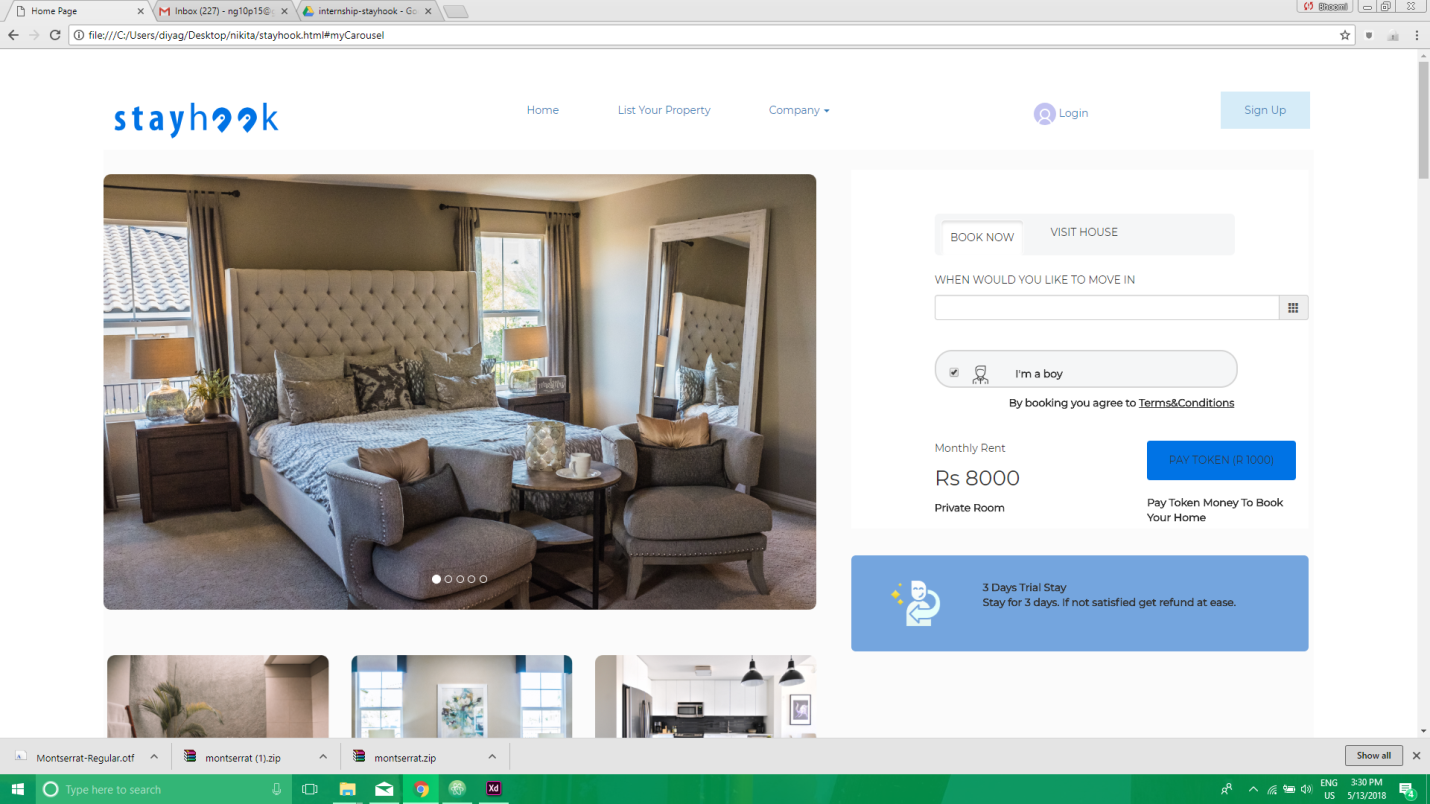 Home Page
Inbox (227) - ng10p15@g
internship-stayhook - Go
Bhoomi
file:///C:/Users/diyag/Desktop/nikita/stayhook.html#myCarousel
stayhook
Home
List Your Property
Company
Login
Sign Up
BOOK NOW
VISIT HOUSE
WHEN WOULD YOU LIKE TO MOVE IN
I'm a boy
By booking you agree to Terms&Conditions
Monthly Rent
Rs 8000
Private Room
PAY TOKEN (R 1000)
Pay Token Money To Book
Your Home
3 Days Trial Stay
Stay for 3 days. If not satisfied get refund at ease.
Montserrat-Regular.otf
montserrat (1).zip
montserrat.zip
Show all
Type here to search
Xd
ENG
US
3:30 PM
5/13/2018
4